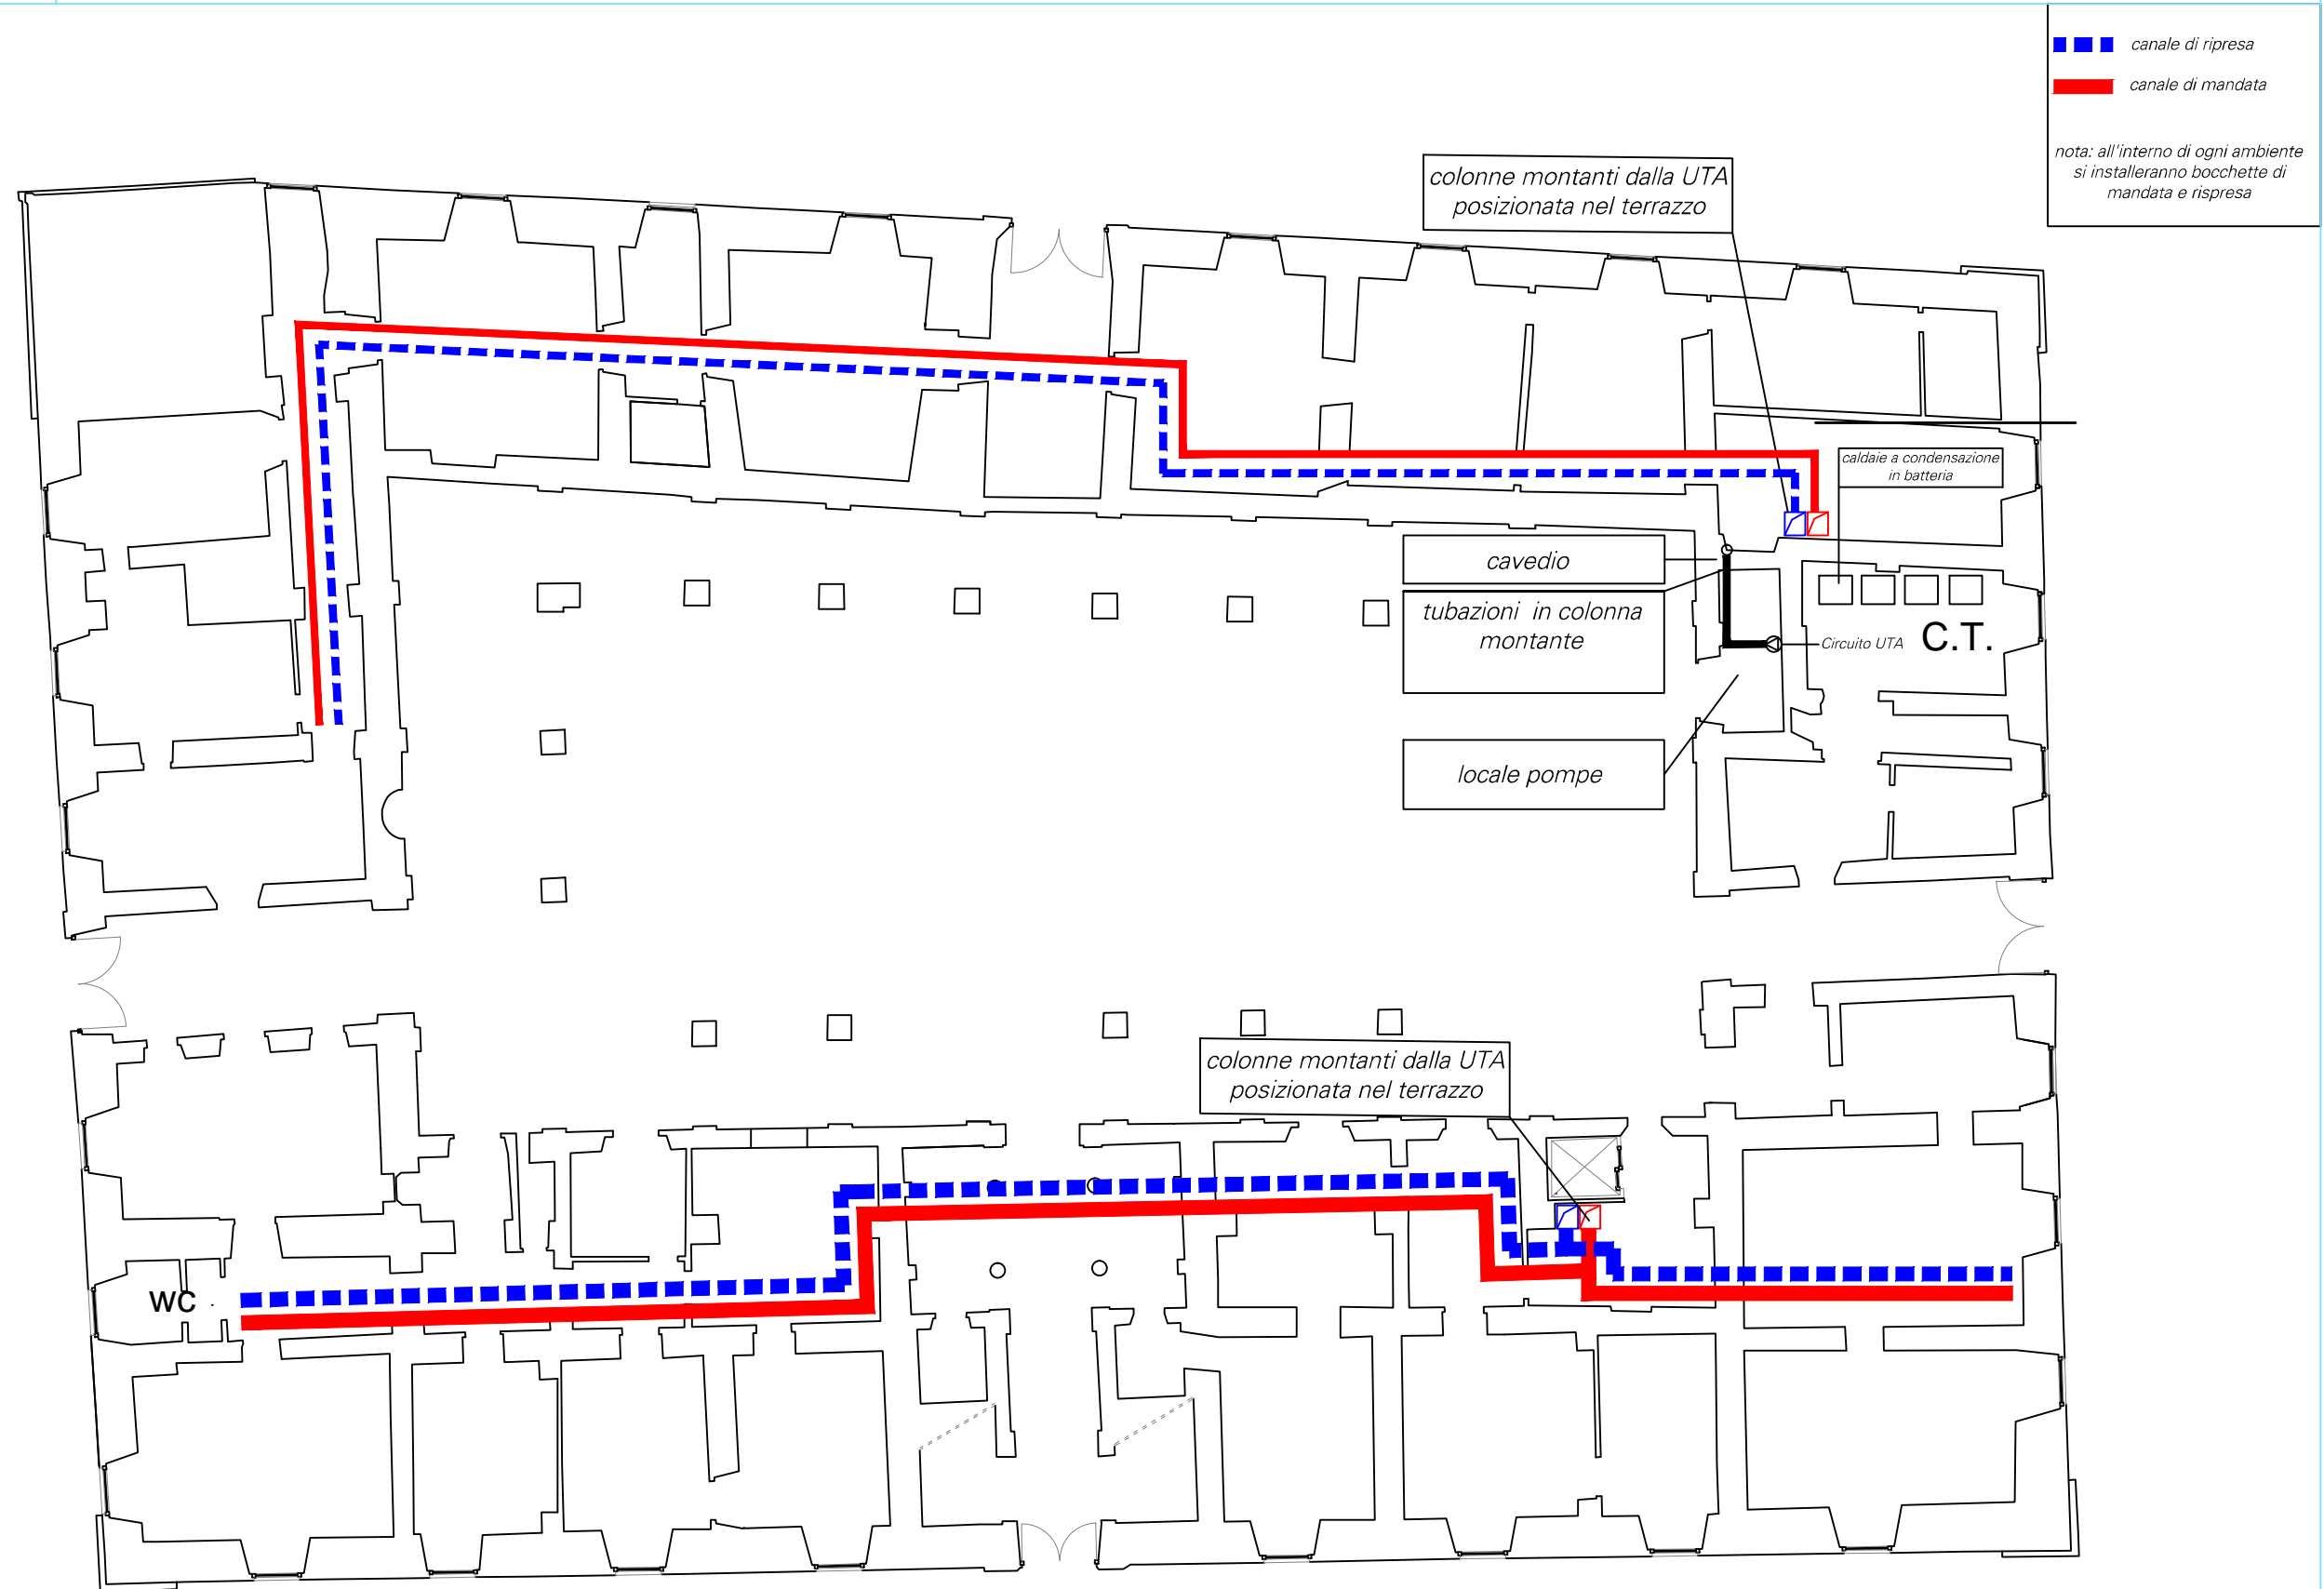 canale di ripresa
canale di mandata
nota: all'interno di ogni ambiente
si installeranno bocchette di
mandata e rispresa
colonne montanti dalla UTA
posizionata nel terrazzo
caldaie a condensazione
in batteria
cavedio
tubazioni in colonna
montante
Circuito UTA
C.T.
locale pompe
colonne montanti dalla UTA
posizionata nel terrazzo
WC